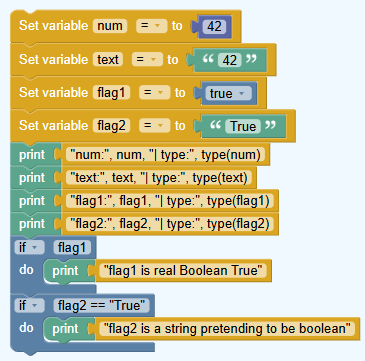 Set variable num = to 42
Set variable text = to “ 42 ”
Set variable flag1 = to true
Set variable flag2 = to “ True ”
print "num:", num, "| type:", type(num)
print "text:", text, "| type:", type(text)
print "flag1:", flag1, "| type:", type(flag1)
print "flag2:", flag2, "| type:", type(flag2)
if flag1
do print "flag1 is real Boolean True"
if flag2 == "True"
do print "flag2 is a string pretending to be boolean"